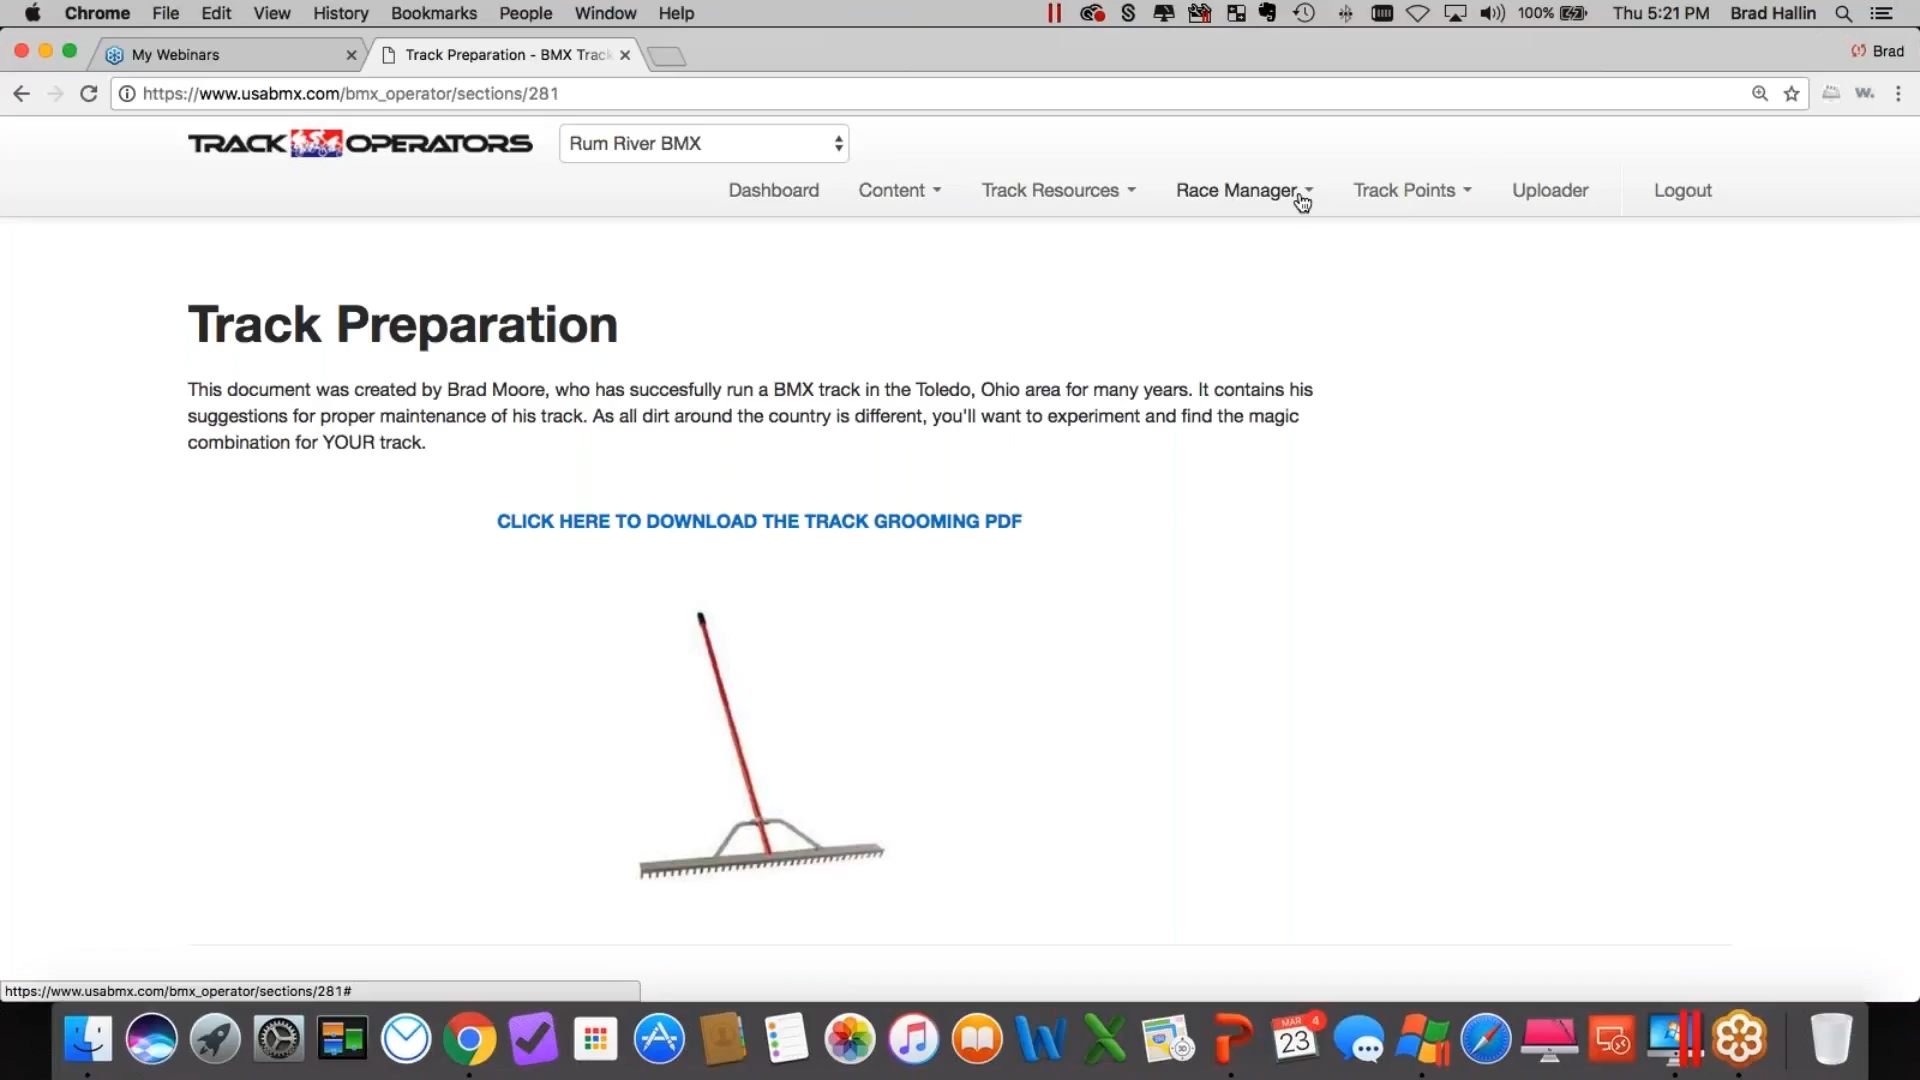 Chrome File Edit View History Bookmarks People Window Help 100% Thu 5:21 PM Brad Hallin
My Webinars Track Preparation - BMX Trac Brad
https://www.usabmx.com/bmx_operator/sections/281 w.
TRACK OPERATORS Rum River BMX
Dashboard Content Track Resources Race Manager Track Points Uploader Logout
Track Preparation
This document was created by Brad Moore, who has succesfully run a BMX track in the Toledo, Ohio area for many years. It contains his
suggestions for proper maintenance of his track. As all dirt around the country is different, you'll want to experiment and find the magic
combination for YOUR track.
CLICK HERE TO DOWNLOAD THE TRACK GROOMING PDF
https://www.usabmx.com/bmx_operator/sections/281#
MAR 4
23